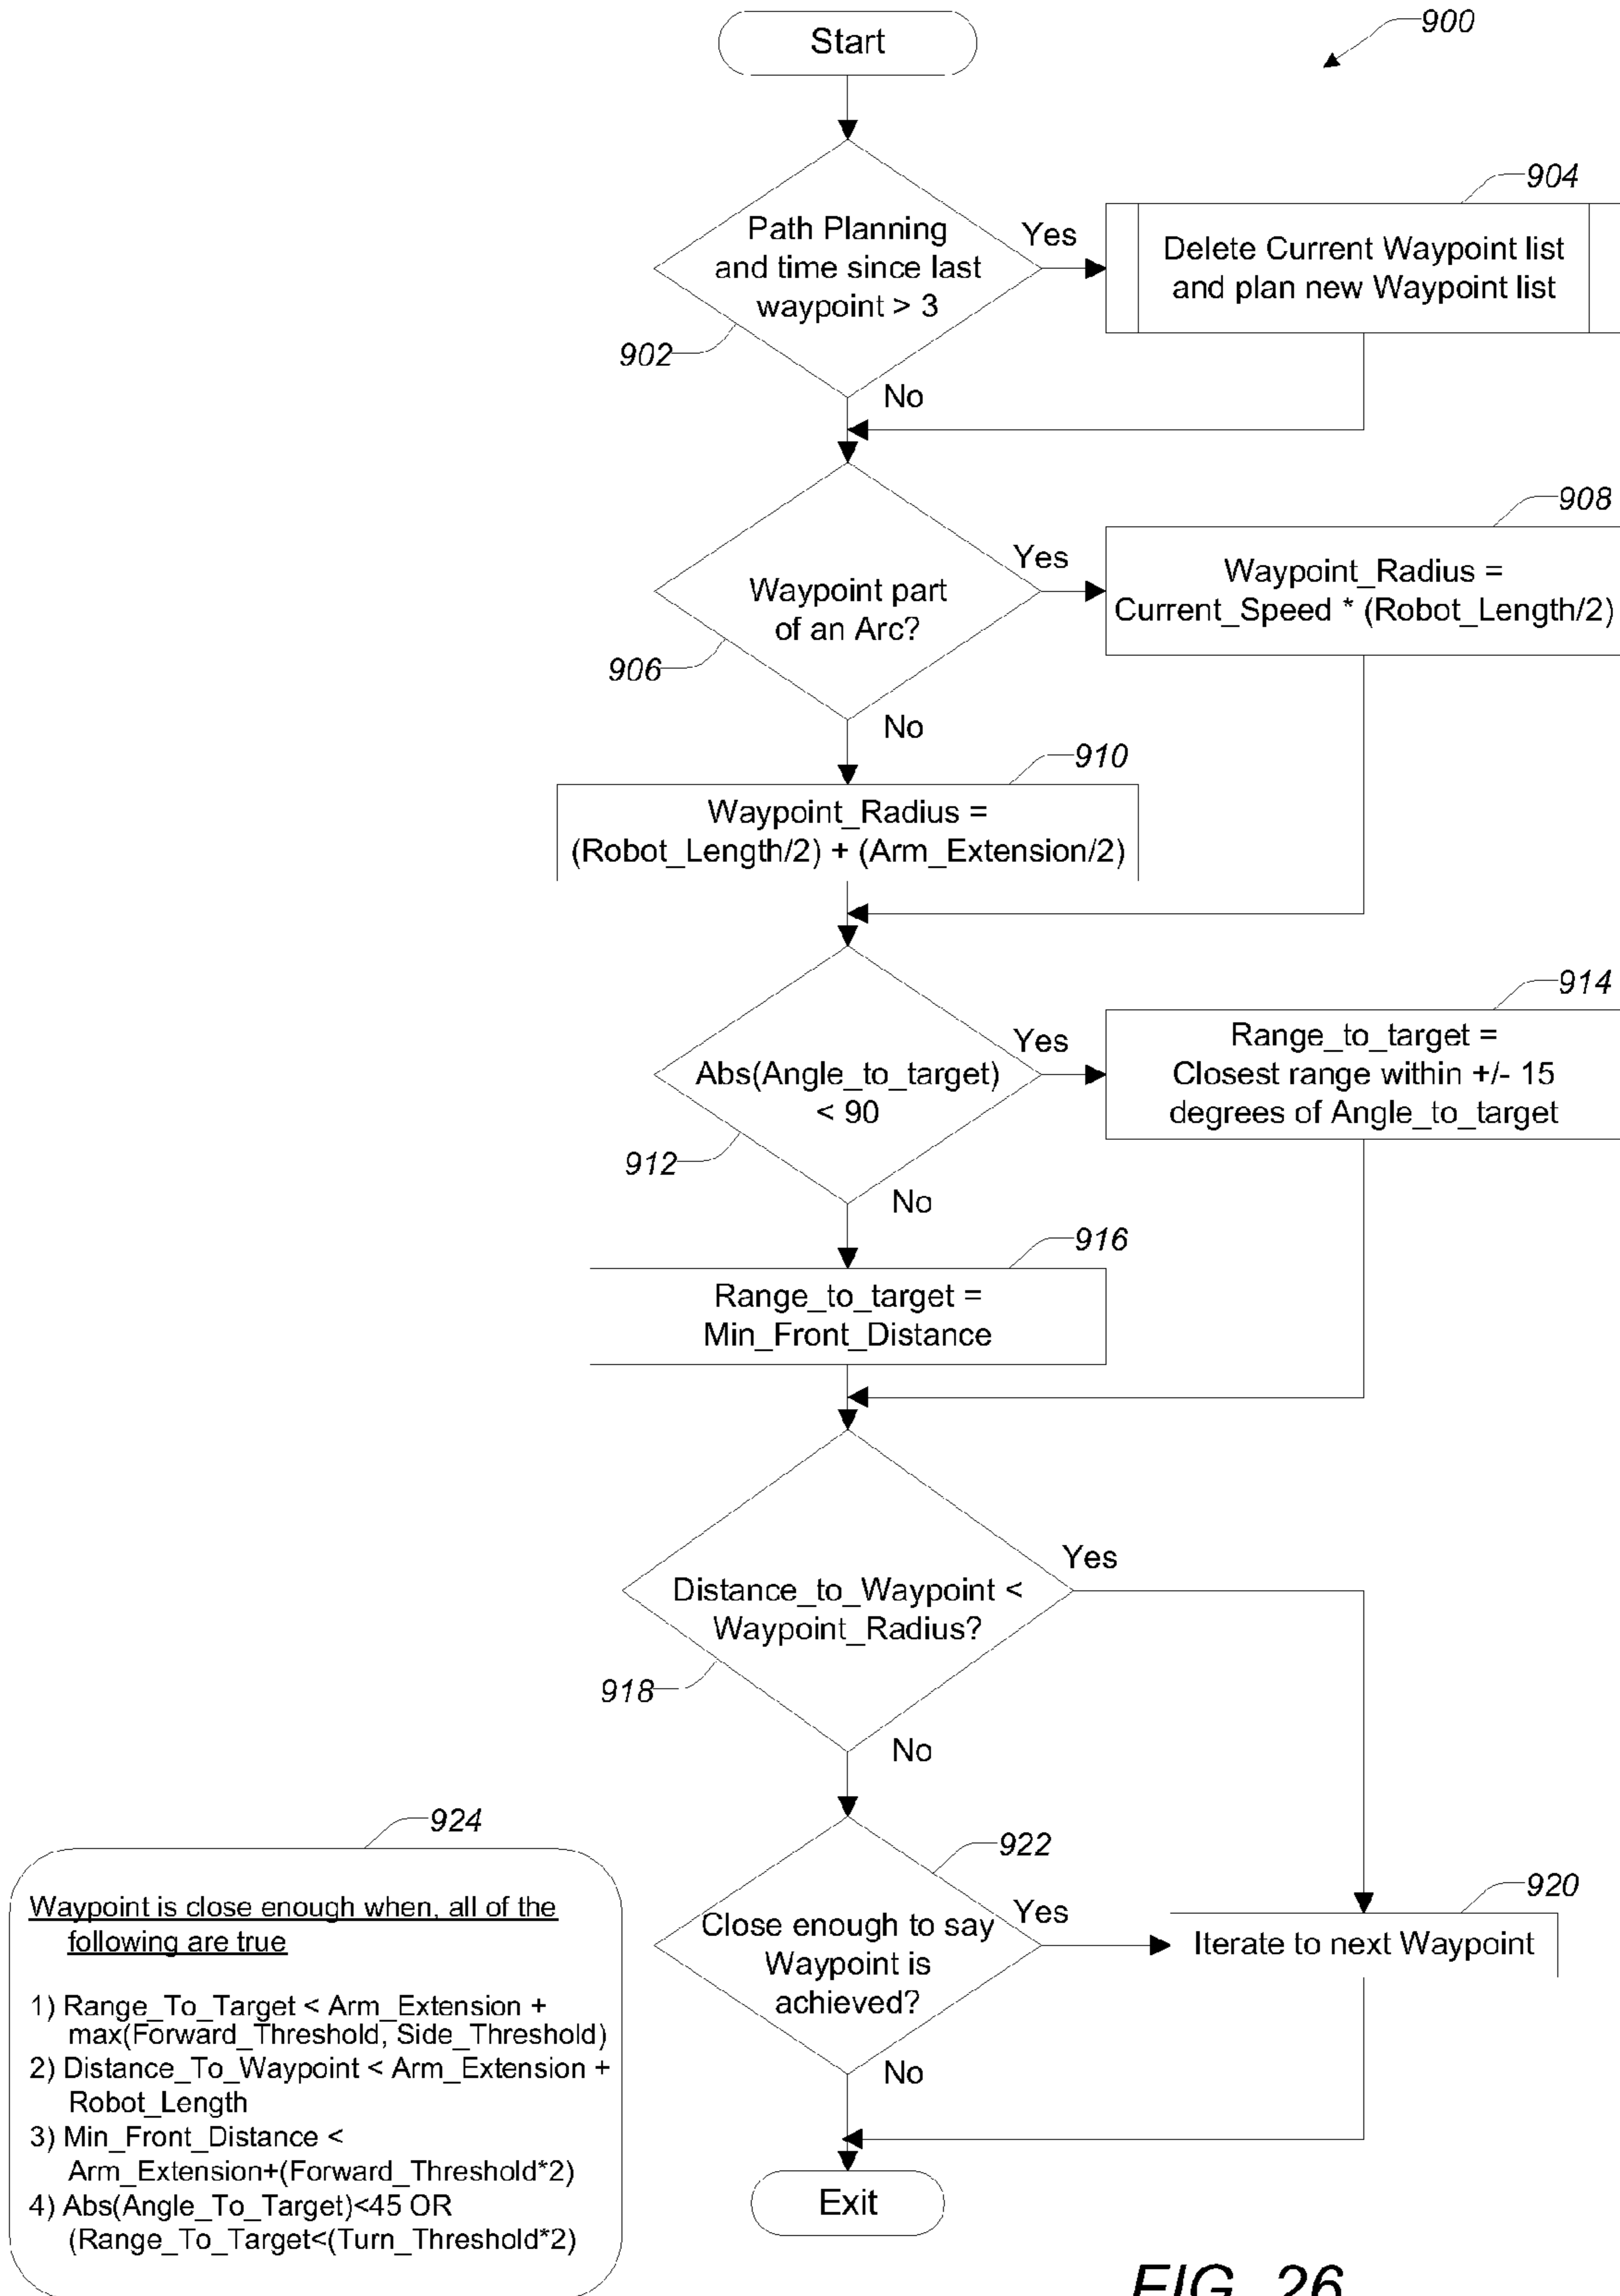 Start
900
Path Planning
and time since last
waypoint > 3
Yes
904
Delete Current Waypoint list
and plan new Waypoint list
902
No
Waypoint part
of an Arc?
Yes
908
Waypoint_Radius =
Current_Speed * (Robot_Length/2)
906
No
910
Waypoint_Radius =
(Robot_Length/2) + (Arm_Extension/2)
Abs(Angle_to_target)
< 90
Yes
914
Range_to_target =
Closest range within +/- 15
degrees of Angle_to_target
912
No
916
Range_to_target =
Min_Front_Distance
Distance_to_Waypoint <
Waypoint_Radius?
Yes
918
No
922
Close enough to say
Waypoint is
achieved?
Yes
920
Iterate to next Waypoint
No
Exit
924
Waypoint is close enough when, all of the
following are true
1) Range_To_Target < Arm_Extension +
max(Forward_Threshold, Side_Threshold)
2) Distance_To_Waypoint < Arm_Extension +
Robot_Length
3) Min_Front_Distance <
Arm_Extension+(Forward_Threshold*2)
4) Abs(Angle_To_Target)<45 OR
(Range_To_Target<(Turn_Threshold*2)
FIG. 26